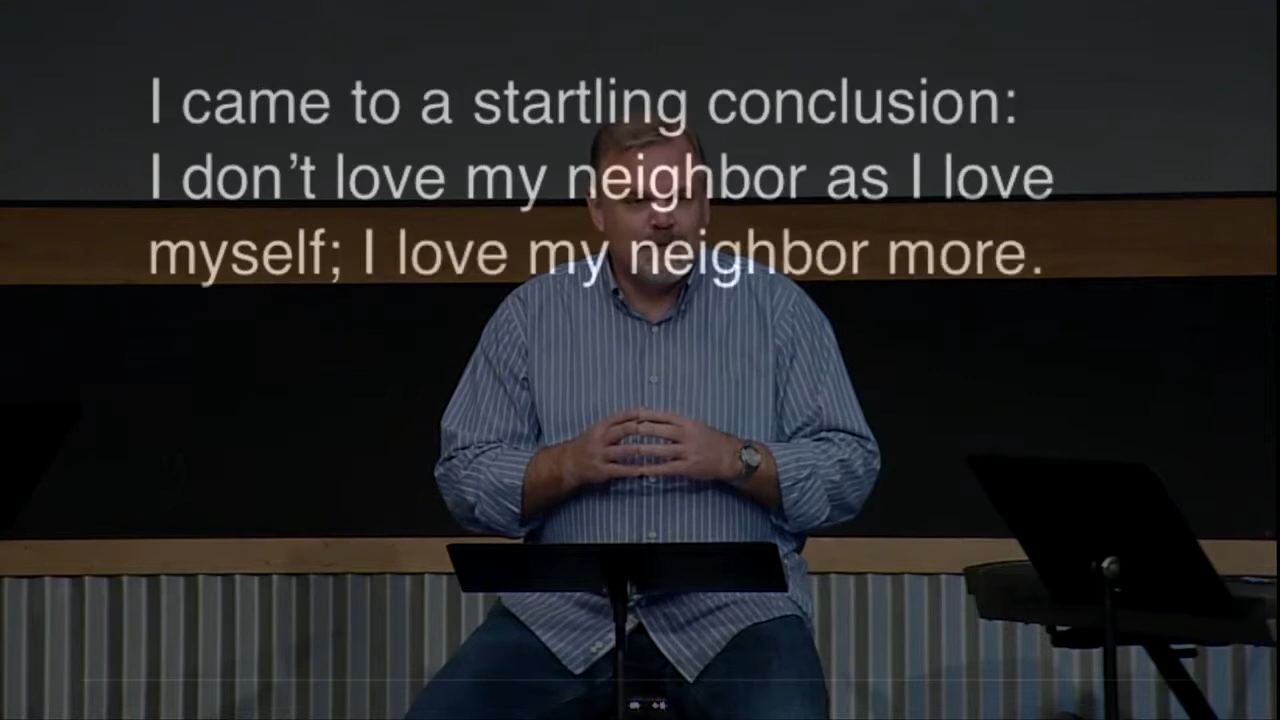 I came to a startling conclusion:
I don’t love my neighbor as I love
myself; I love my neighbor more.